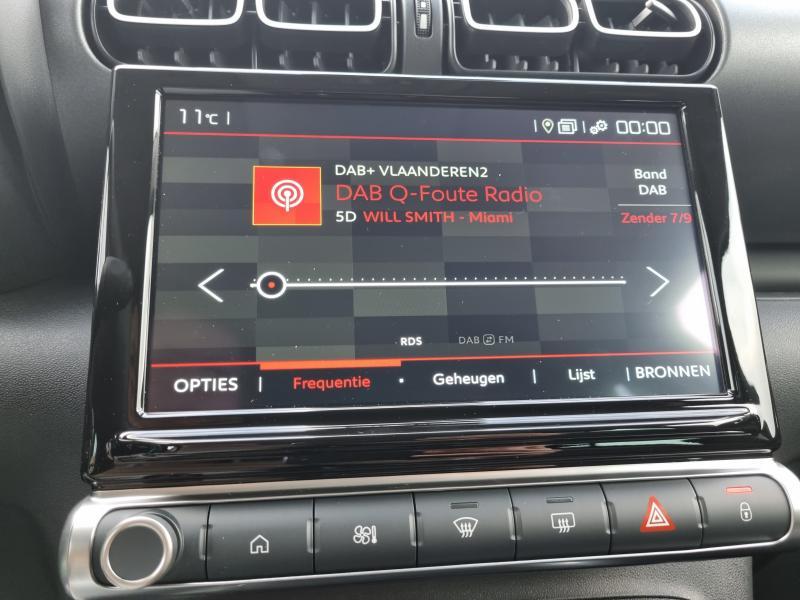 11°C
00:00
DAB+ VLAANDEREN2
DAB Q-Foute Radio
5D WILL SMITH - Miami
Band
DAB
Zender 7/9
RDS
DAB FM
OPTIES
Frequentie
Geheugen
Lijst
BRONNEN